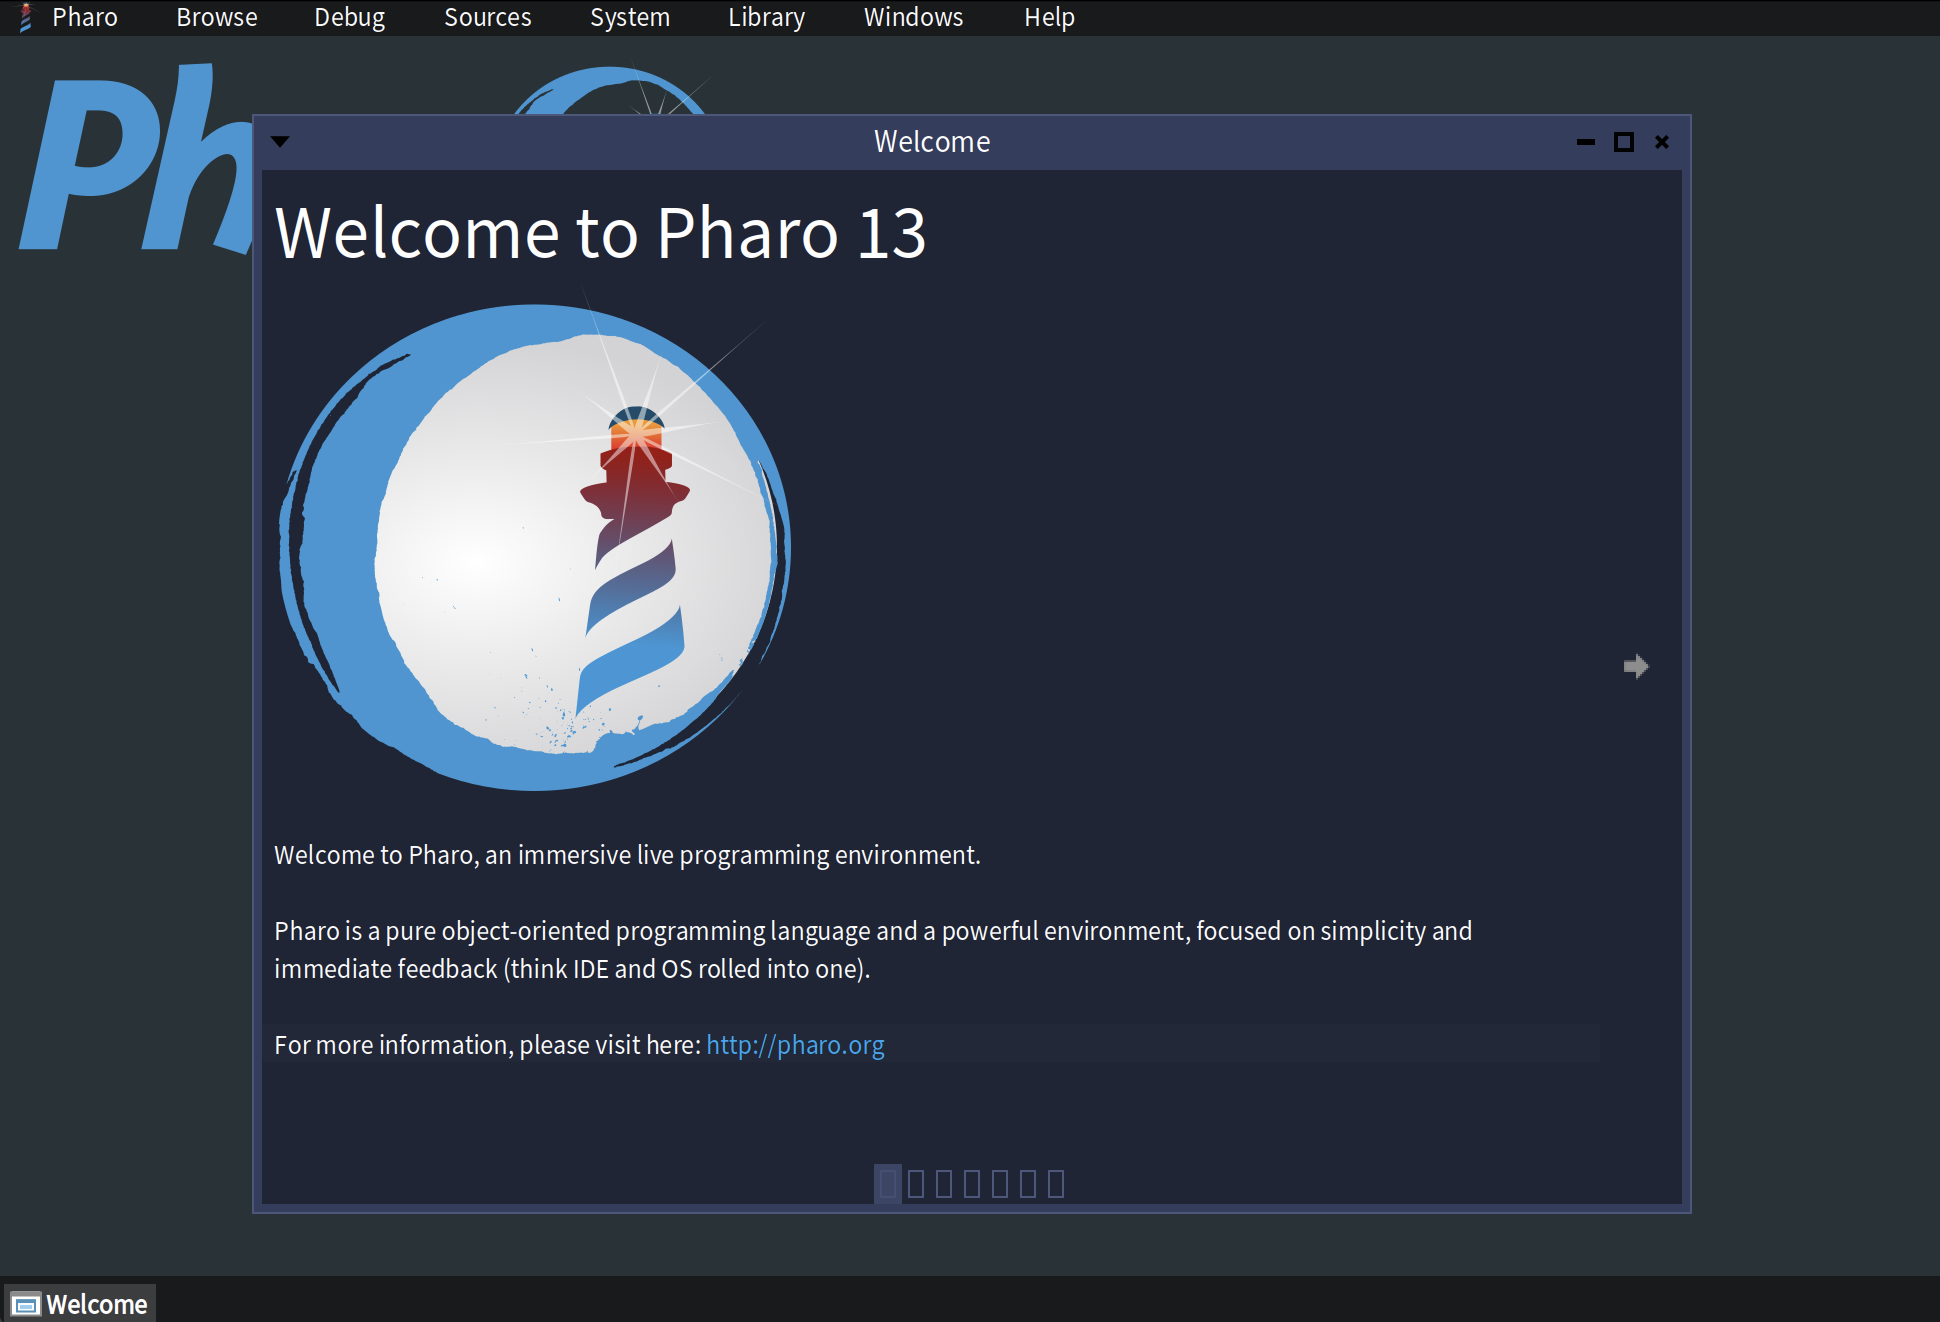 Pharo Browse Debug Sources System Library Windows Help
Ph
Welcome
Welcome to Pharo 13
Welcome to Pharo, an immersive live programming environment.
Pharo is a pure object-oriented programming language and a powerful environment, focused on simplicity and
immediate feedback (think IDE and OS rolled into one).
For more information, please visit here: http://pharo.org
Welcome